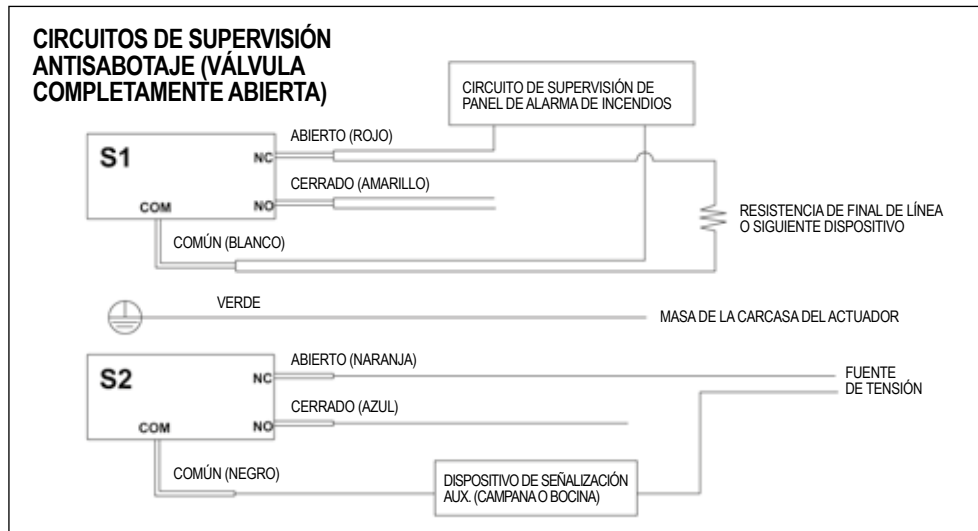 CIRCUITOS DE SUPERVISIÓN
ANTISABOTAJE (VÁLVULA
COMPLETAMENTE ABIERTA)
CIRCUITO DE SUPERVISIÓN DE
PANEL DE ALARMA DE INCENDIOS
ABIERTO (ROJO)
S1
NC
CERRADO (AMARILLO)
NO
COM
COMÚN (BLANCO)
RESISTENCIA DE FINAL DE LÍNEA
O SIGUIENTE DISPOSITIVO
VERDE
MASA DE LA CARCASA DEL ACTUADOR
ABIERTO (NARANJA)
S2
NC
FUENTE
DE TENSIÓN
CERRADO (AZUL)
NO
COM
COMÚN (NEGRO)
DISPOSITIVO DE SEÑALIZACIÓN
AUX. (CAMPANA O BOCINA)